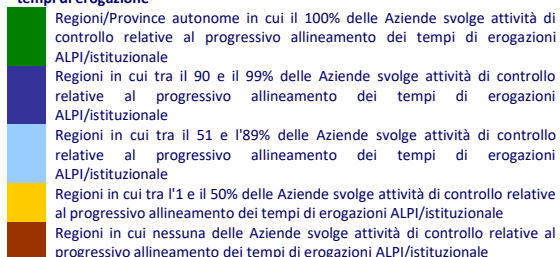 tempi di erogazione
Regioni/Province autonome in cui il 100% delle Aziende svolge attività di
controllo relative al progressivo allineamento dei tempi di erogazioni
ALPI/istituzionale
Regioni in cui tra il 90 e il 99% delle Aziende svolge attività di controllo
relative al progressivo allineamento dei tempi di erogazioni
ALPI/istituzionale
Regioni in cui tra il 51 e l'89% delle Aziende svolge attività di controllo
relative al progressivo allineamento dei tempi di erogazioni
ALPI/istituzionale
Regioni in cui tra l'1 e il 50% delle Aziende svolge attività di controllo relative
al progressivo allineamento dei tempi di erogazioni ALPI/istituzionale
Regioni in cui nessuna delle Aziende svolge attività di controllo relative al
progressivo allineamento dei tempi di erogazioni ALPI/istituzionale